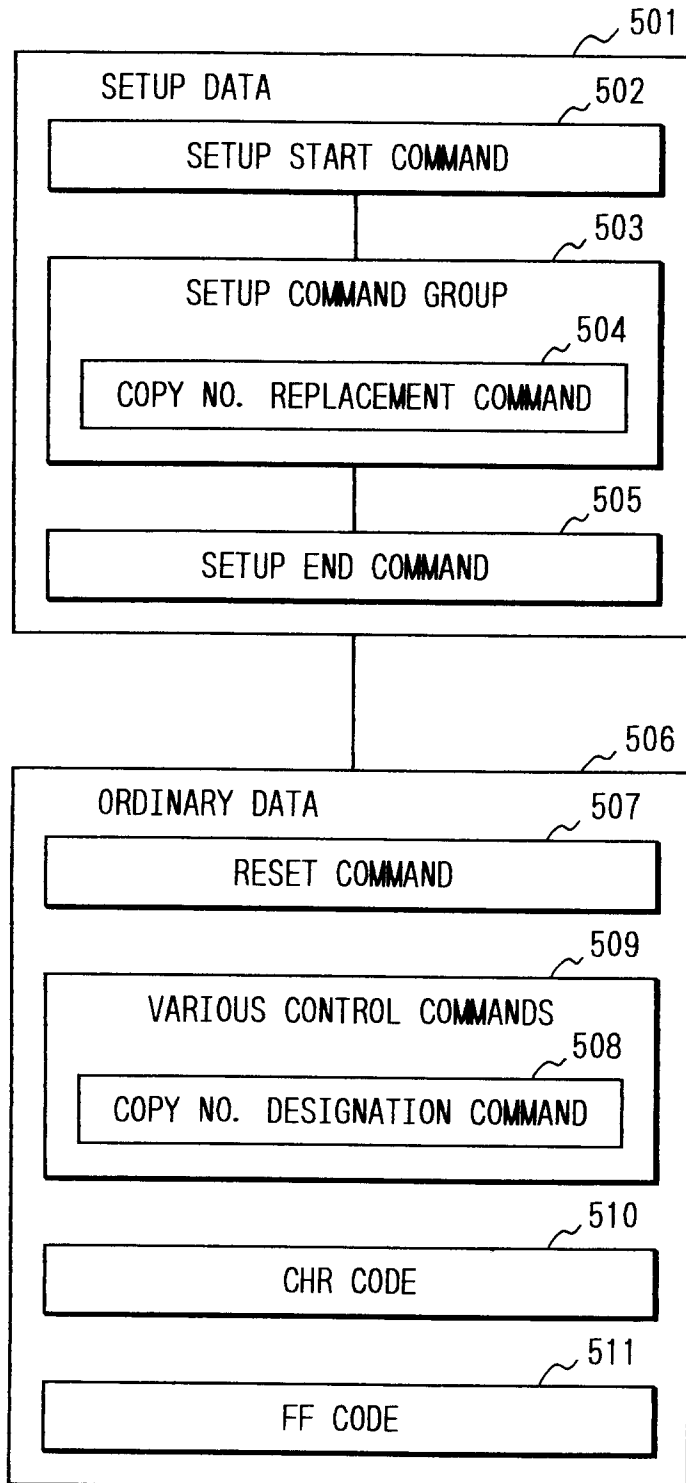 501
SETUP DATA
502
SETUP START COMMAND
503
SETUP COMMAND GROUP
504
COPY NO. REPLACEMENT COMMAND
505
SETUP END COMMAND
506
ORDINARY DATA
507
RESET COMMAND
509
VARIOUS CONTROL COMMANDS
508
COPY NO. DESIGNATION COMMAND
510
CHR CODE
511
FF CODE